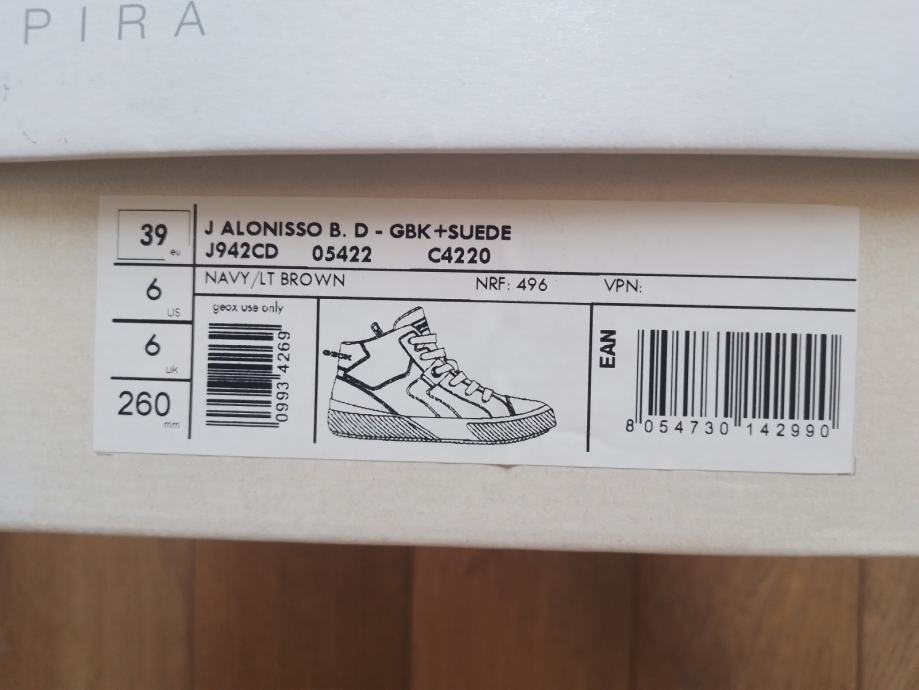 PIRA
39 eu
J ALONISSO B. D - GBK+SUEDE
J942CD 05422 C4220
6 US
NAVY/LT BROWN NRF: 496 VPN:
geox use only
6 uk
260 mm
0993 4269
GEOX
EAN
8 054730 142990